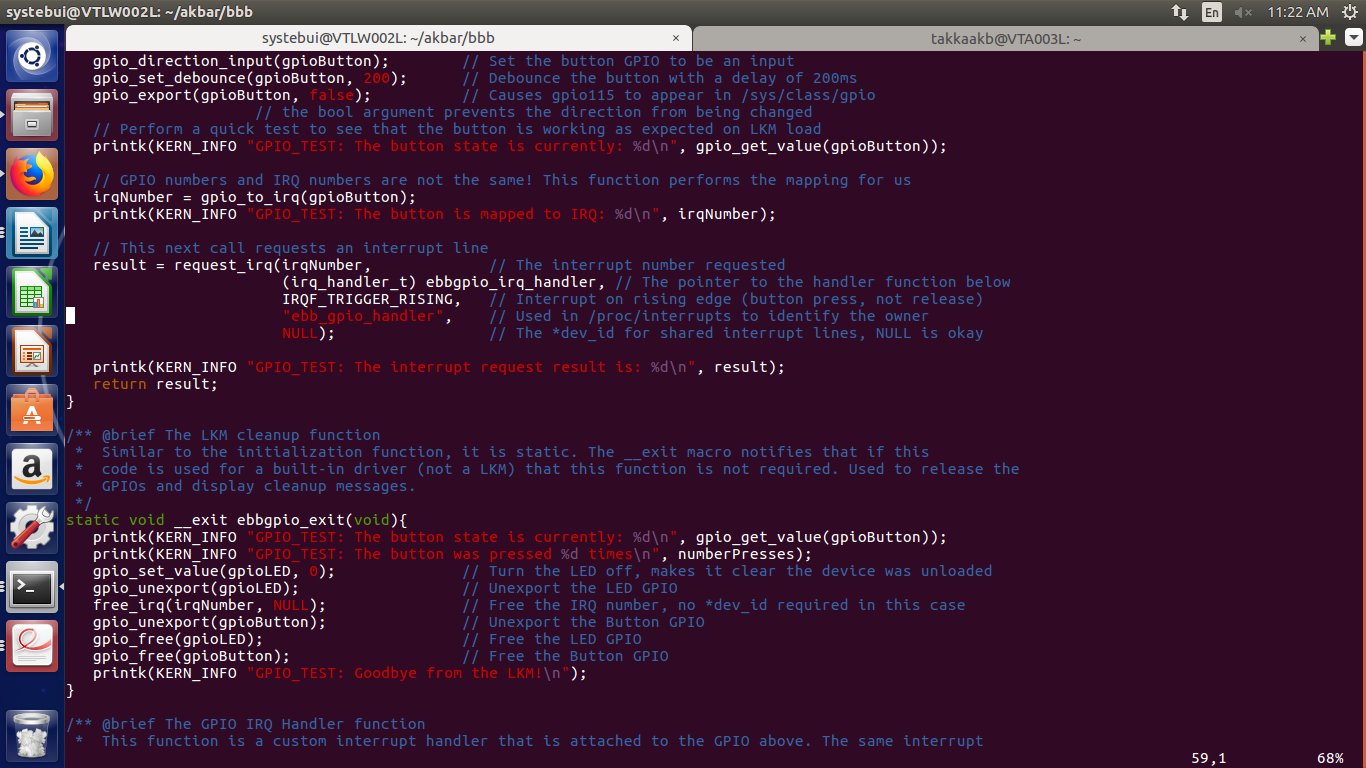 systebui@VTLW002L: ~/akbar/bbb
En
11:22 AM
systebui@VTLW002L: ~/akbar/bbb ×
takkaakb@VTA003L: ~ ×
gpio_direction_input(gpioButton);        // Set the button GPIO to be an input
gpio_set_debounce(gpioButton, 200);      // Debounce the button with a delay of 200ms
gpio_export(gpioButton, false);          // Causes gpio115 to appear in /sys/class/gpio
// the bool argument prevents the direction from being changed
// Perform a quick test to see that the button is working as expected on LKM load
printk(KERN_INFO "GPIO_TEST: The button state is currently: %d\n", gpio_get_value(gpioButton));
// GPIO numbers and IRQ numbers are not the same! This function performs the mapping for us
irqNumber = gpio_to_irq(gpioButton);
printk(KERN_INFO "GPIO_TEST: The button is mapped to IRQ: %d\n", irqNumber);
// This next call requests an interrupt line
result = request_irq(irqNumber,             // The interrupt number requested
(irq_handler_t) ebbgpio_irq_handler, // The pointer to the handler function below
IRQF_TRIGGER_RISING,   // Interrupt on rising edge (button press, not release)
"ebb_gpio_handler",    // Used in /proc/interrupts to identify the owner
NULL);                 // The *dev_id for shared interrupt lines, NULL is okay
printk(KERN_INFO "GPIO_TEST: The interrupt request result is: %d\n", result);
return result;
}
/** @brief The LKM cleanup function
*  Similar to the initialization function, it is static. The __exit macro notifies that if this
*  code is used for a built-in driver (not a LKM) that this function is not required. Used to release the
*  GPIOs and display cleanup messages.
*/
static void __exit ebbgpio_exit(void){
printk(KERN_INFO "GPIO_TEST: The button state is currently: %d\n", gpio_get_value(gpioButton));
printk(KERN_INFO "GPIO_TEST: The button was pressed %d times\n", numberPresses);
gpio_set_value(gpioLED, 0);              // Turn the LED off, makes it clear the device was unloaded
gpio_unexport(gpioLED);                  // Unexport the LED GPIO
free_irq(irqNumber, NULL);               // Free the IRQ number, no *dev_id required in this case
gpio_unexport(gpioButton);               // Unexport the Button GPIO
gpio_free(gpioLED);                      // Free the LED GPIO
gpio_free(gpioButton);                   // Free the Button GPIO
printk(KERN_INFO "GPIO_TEST: Goodbye from the LKM!\n");
}
/** @brief The GPIO IRQ Handler function
*  This function is a custom interrupt handler that is attached to the GPIO above. The same interrupt
59,1          68%